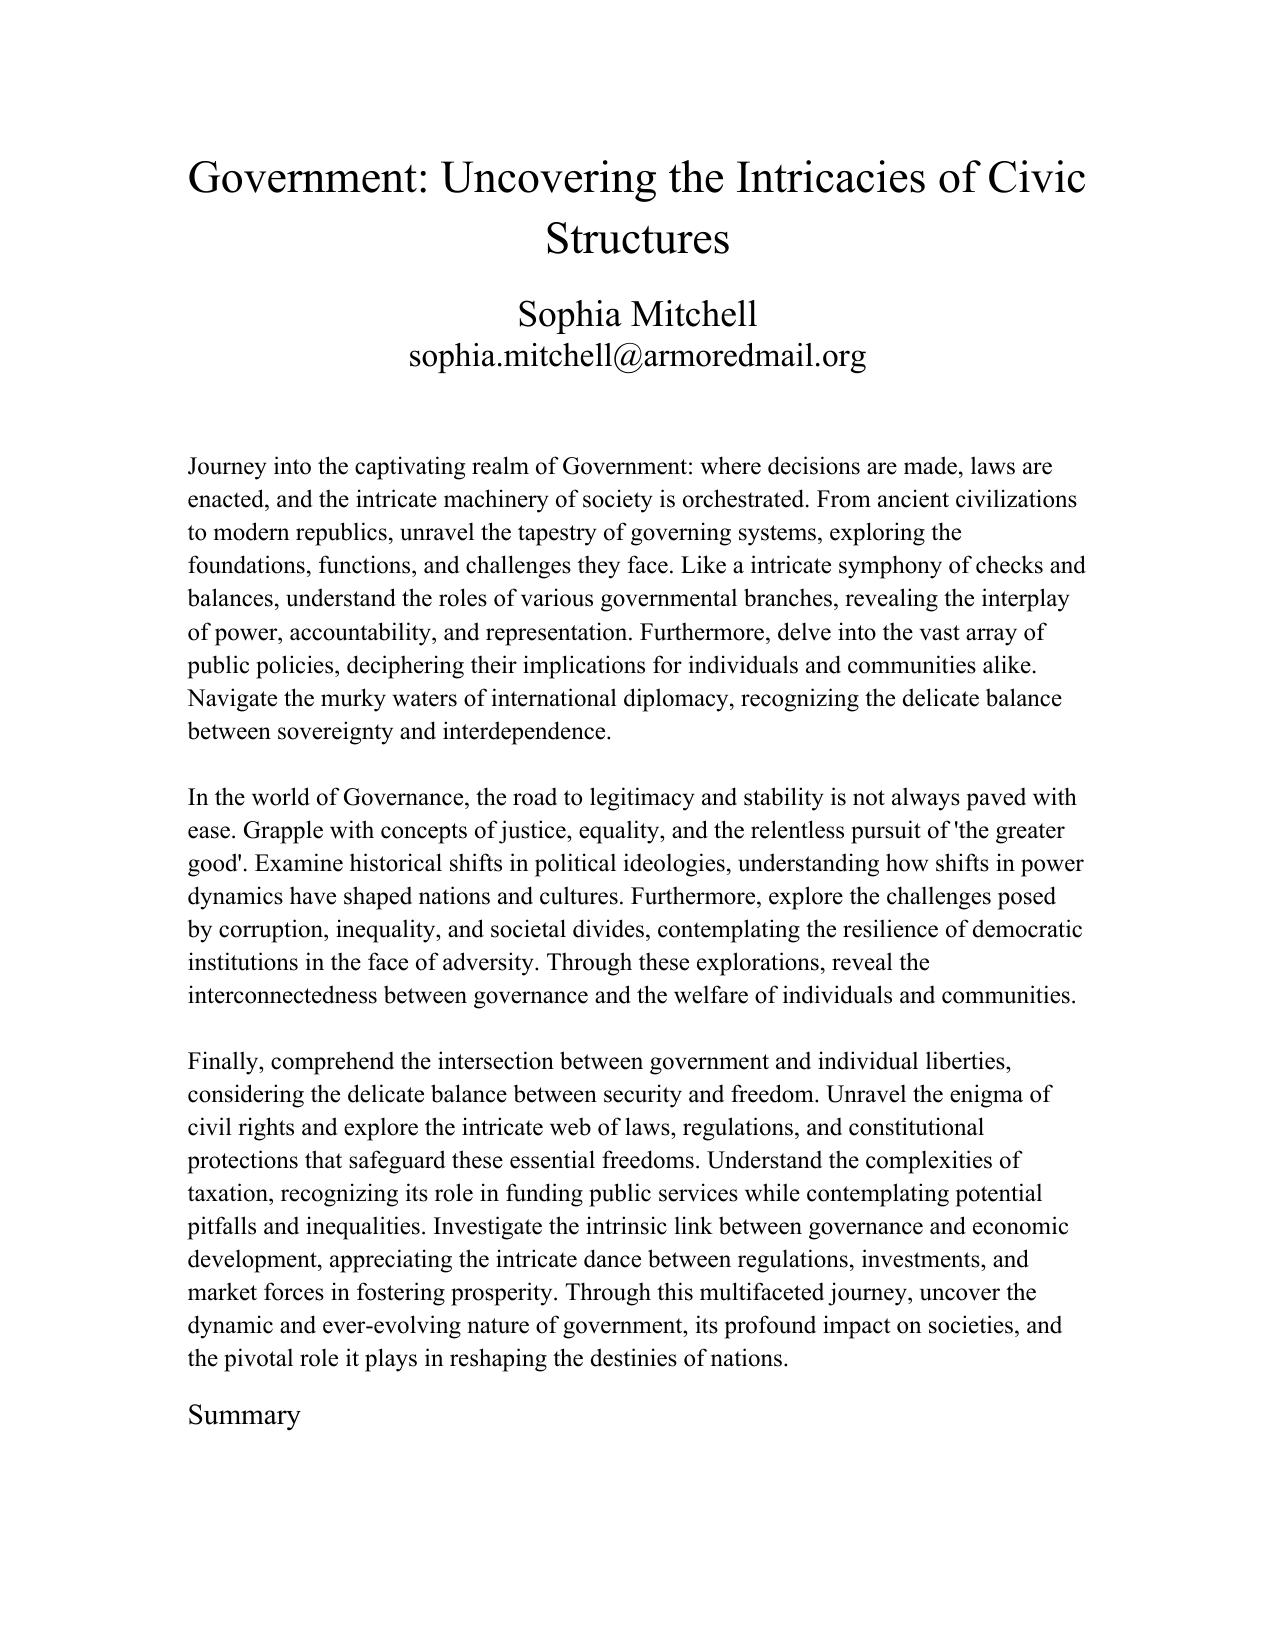 Government: Uncovering the Intricacies of Civic
Structures
Sophia Mitchell
sophia.mitchell@armoredmail.org
Journey into the captivating realm of Government: where decisions are made, laws are
enacted, and the intricate machinery of society is orchestrated. From ancient civilizations
to modern republics, unravel the tapestry of governing systems, exploring the
foundations, functions, and challenges they face. Like a intricate symphony of checks and
balances, understand the roles of various governmental branches, revealing the interplay
of power, accountability, and representation. Furthermore, delve into the vast array of
public policies, deciphering their implications for individuals and communities alike.
Navigate the murky waters of international diplomacy, recognizing the delicate balance
between sovereignty and interdependence.
In the world of Governance, the road to legitimacy and stability is not always paved with
ease. Grapple with concepts of justice, equality, and the relentless pursuit of 'the greater
good'. Examine historical shifts in political ideologies, understanding how shifts in power
dynamics have shaped nations and cultures. Furthermore, explore the challenges posed
by corruption, inequality, and societal divides, contemplating the resilience of democratic
institutions in the face of adversity. Through these explorations, reveal the
interconnectedness between governance and the welfare of individuals and communities.
Finally, comprehend the intersection between government and individual liberties,
considering the delicate balance between security and freedom. Unravel the enigma of
civil rights and explore the intricate web of laws, regulations, and constitutional
protections that safeguard these essential freedoms. Understand the complexities of
taxation, recognizing its role in funding public services while contemplating potential
pitfalls and inequalities. Investigate the intrinsic link between governance and economic
development, appreciating the intricate dance between regulations, investments, and
market forces in fostering prosperity. Through this multifaceted journey, uncover the
dynamic and ever-evolving nature of government, its profound impact on societies, and
the pivotal role it plays in reshaping the destinies of nations.
Summary